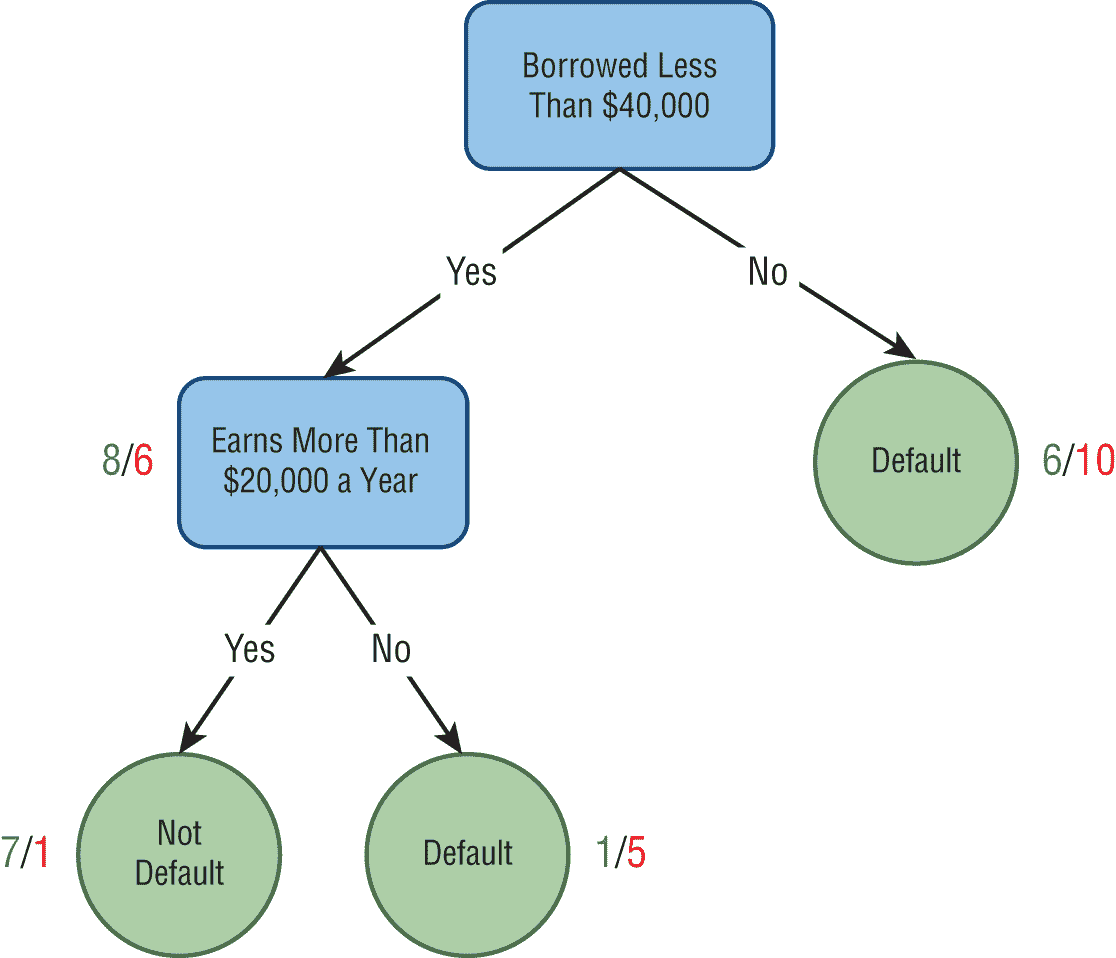 Borrowed Less
Than $40,000
Yes
No
8/6
Earns More Than
$20,000 a Year
Default
6/10
Yes
No
7/1
Not
Default
Default
1/5